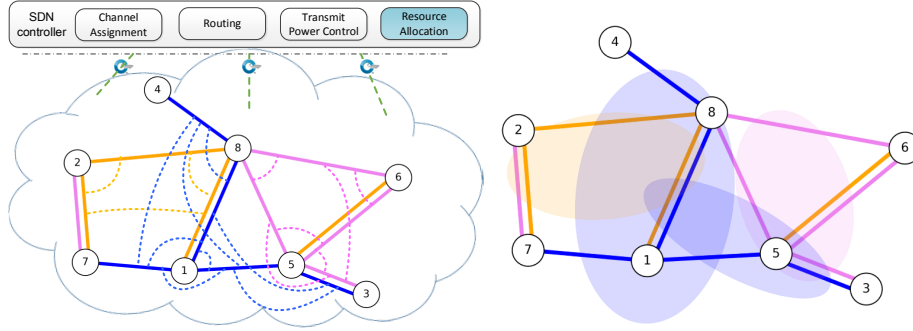 SDN
controller
Channel
Assignment
Routing
Transmit
Power Control
Resource
Allocation
4
8
2
6
7
1
5
3
4
8
2
6
7
1
5
3